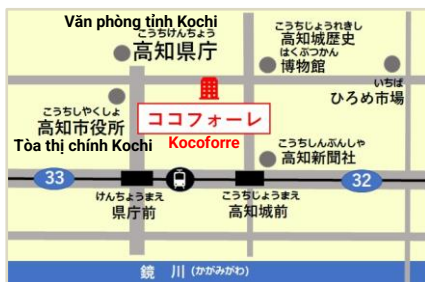 Văn phòng tỉnh Kochi
こうちけんちょう
高知県庁
こうちじょうれきし
高知城歴史
はくぶつかん
博物館
いちば
ひろめ市場
こうちしやくしょ
高知市役所
Tòa thị chính Kochi
ココフォーレ
Kocoforre
こうちしんぶんしゃ
高知新聞社
33
32
けんちょうまえ
県庁前
こうちじょうまえ
高知城前
鏡 川 (かがみがわ)